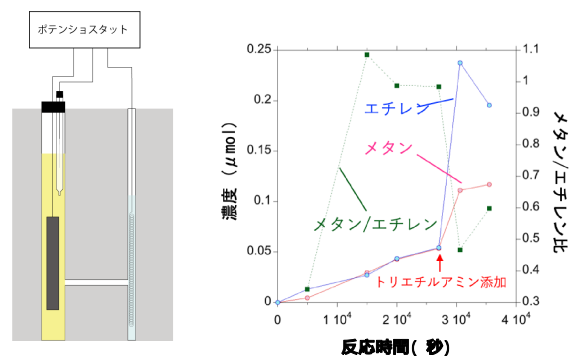 ポテンショスタット
0.25
0.2
0.15
0.1
0.05
0
濃度（μmol）
1.1
1
0.9
0.8
0.7
0.6
0.5
0.4
0.3
メタン/エチレン比
エチレン
メタン
メタン/エチレン
トリエチルアミン添加
0
1 10⁴
2 10⁴
3 10⁴
4 10⁴
反応時間( 秒)